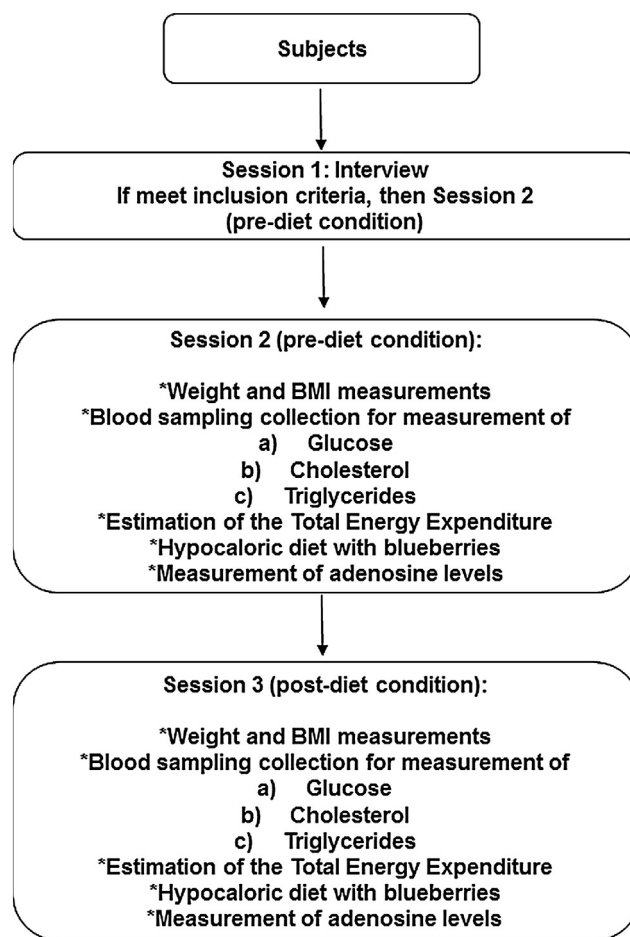 Subjects
Session 1: Interview
If meet inclusion criteria, then Session 2
(pre-diet condition)
Session 2 (pre-diet condition):
*Weight and BMI measurements
*Blood sampling collection for measurement of
a) Glucose
b) Cholesterol
c) Triglycerides
*Estimation of the Total Energy Expenditure
*Hypocaloric diet with blueberries
*Measurement of adenosine levels
Session 3 (post-diet condition):
*Weight and BMI measurements
*Blood sampling collection for measurement of
a) Glucose
b) Cholesterol
c) Triglycerides
*Estimation of the Total Energy Expenditure
*Hypocaloric diet with blueberries
*Measurement of adenosine levels